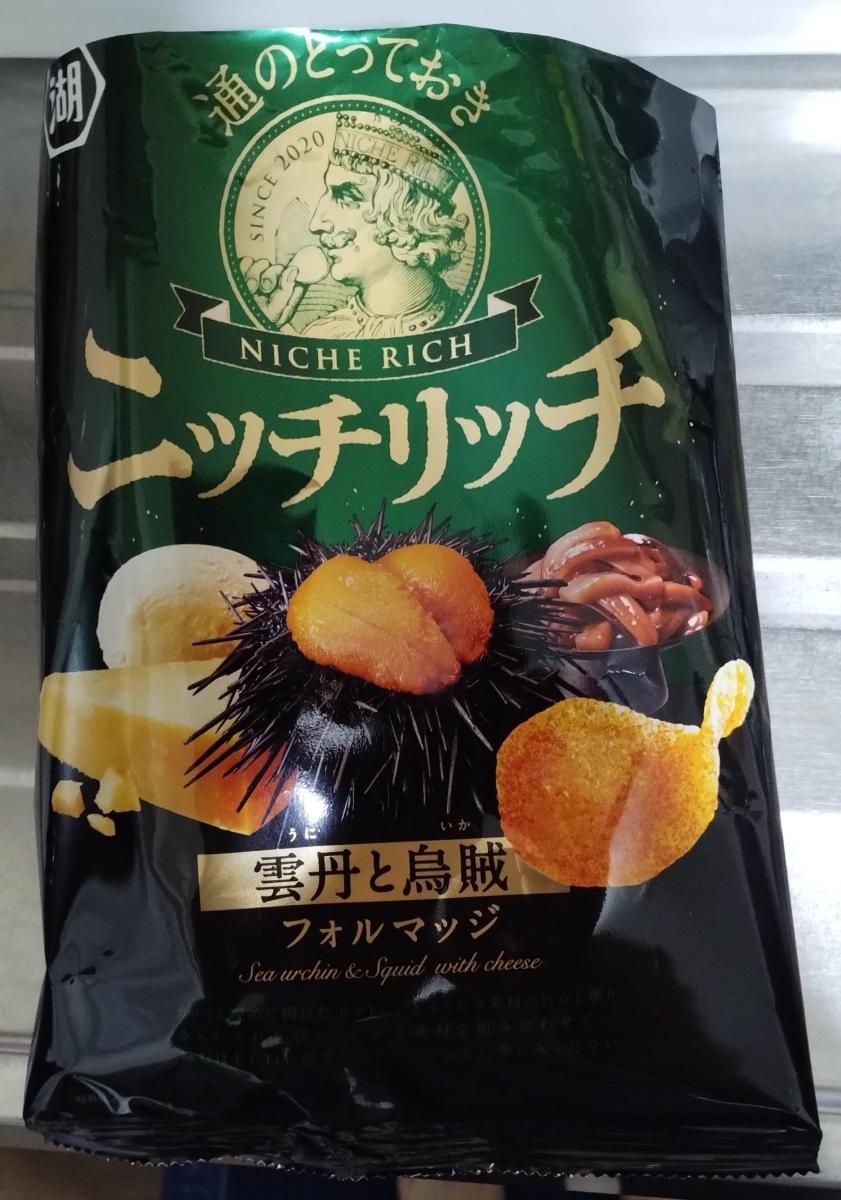 湖
通のとっておき
SINCE 2020
NICHE RICH
NICHE RICH
ニッチリッチ
うに いか
雲丹と烏賊
フォルマッジ
Sea urchin & Squid with cheese